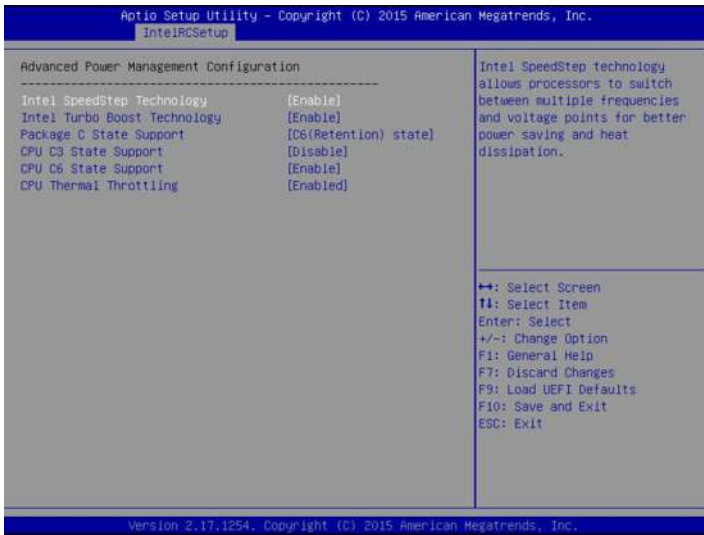 Aptio Setup Utility - Copyright (C) 2015 American Megatrends, Inc.
IntelRCSetup
Advanced Power Management Configuration
------------------------------------------------
Intel SpeedStep Technology [Enable]
Intel Turbo Boost Technology [Enable]
Package C State Support [C6(Retention) state]
CPU C3 State Support [Disable]
CPU C6 State Support [Enable]
CPU Thermal Throttling [Enabled]
Intel SpeedStep technology
allows processors to switch
between multiple frequencies
and voltage points for better
power saving and heat
dissipation.
↔: Select Screen
↑↓: Select Item
Enter: Select
+/-: Change Option
F1: General Help
F7: Discard Changes
F9: Load UEFI Defaults
F10: Save and Exit
ESC: Exit
Version 2.17.1254. Copyright (C) 2015 American Megatrends, Inc.